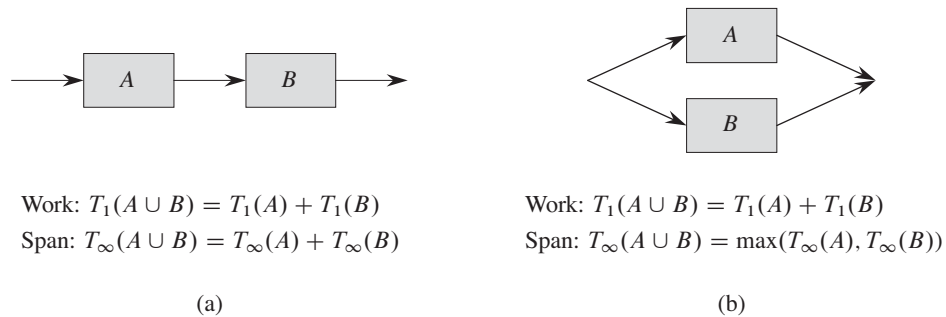 A
B
Work: T₁(A ∪ B) = T₁(A) + T₁(B)
Span: T∞(A ∪ B) = T∞(A) + T∞(B)
(a)
A
B
Work: T₁(A ∪ B) = T₁(A) + T₁(B)
Span: T∞(A ∪ B) = max(T∞(A), T∞(B))
(b)